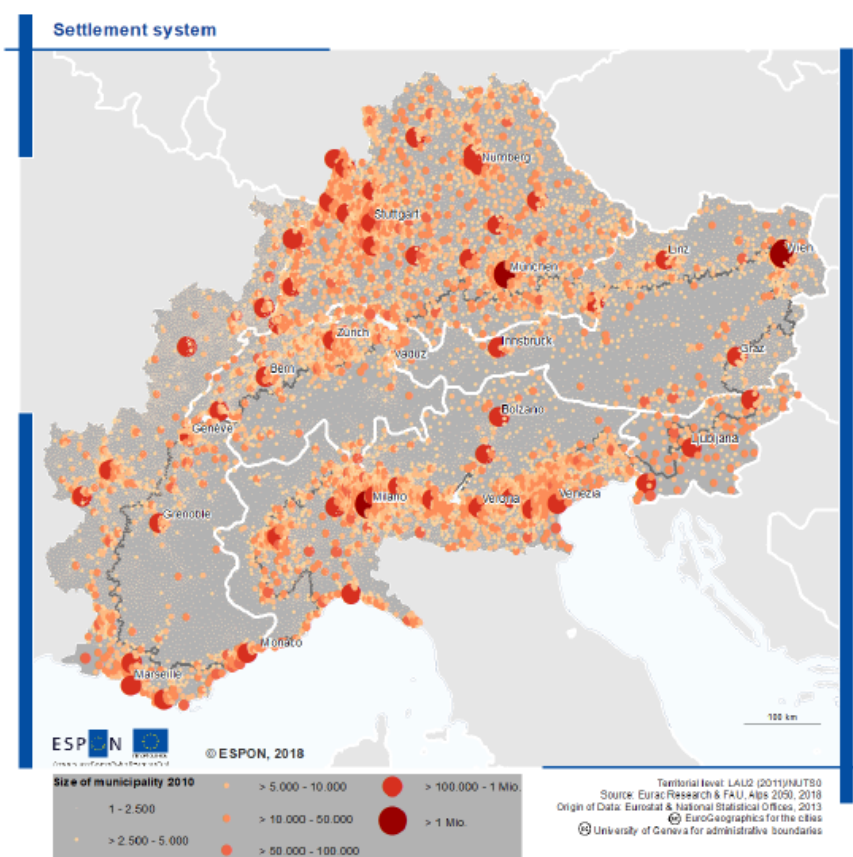 Settlement system
Nürnberg
Stuttgart
Linz
Wien
München
Zürich
Innsbruck
Vaduz
Graz
Bern
Bolzano
Genève
Ljubljana
Milano
Verona
Venezia
Grenoble
Monaco
Marseille
100 km
ESPON
© ESPON, 2018
Size of municipality 2010
1 - 2.500
> 2.500 - 5.000
> 5.000 - 10.000
> 10.000 - 50.000
> 50.000 - 100.000
> 100.000 - 1 Mio.
> 1 Mio.
Territorial level: LAU2 (2011)/NUTS0
Source: Eurac Research & FAU, Alps 2050, 2018
Origin of Data: Eurostat & National Statistical Offices, 2013
EuroGeographics for the cities
University of Geneva for administrative boundaries